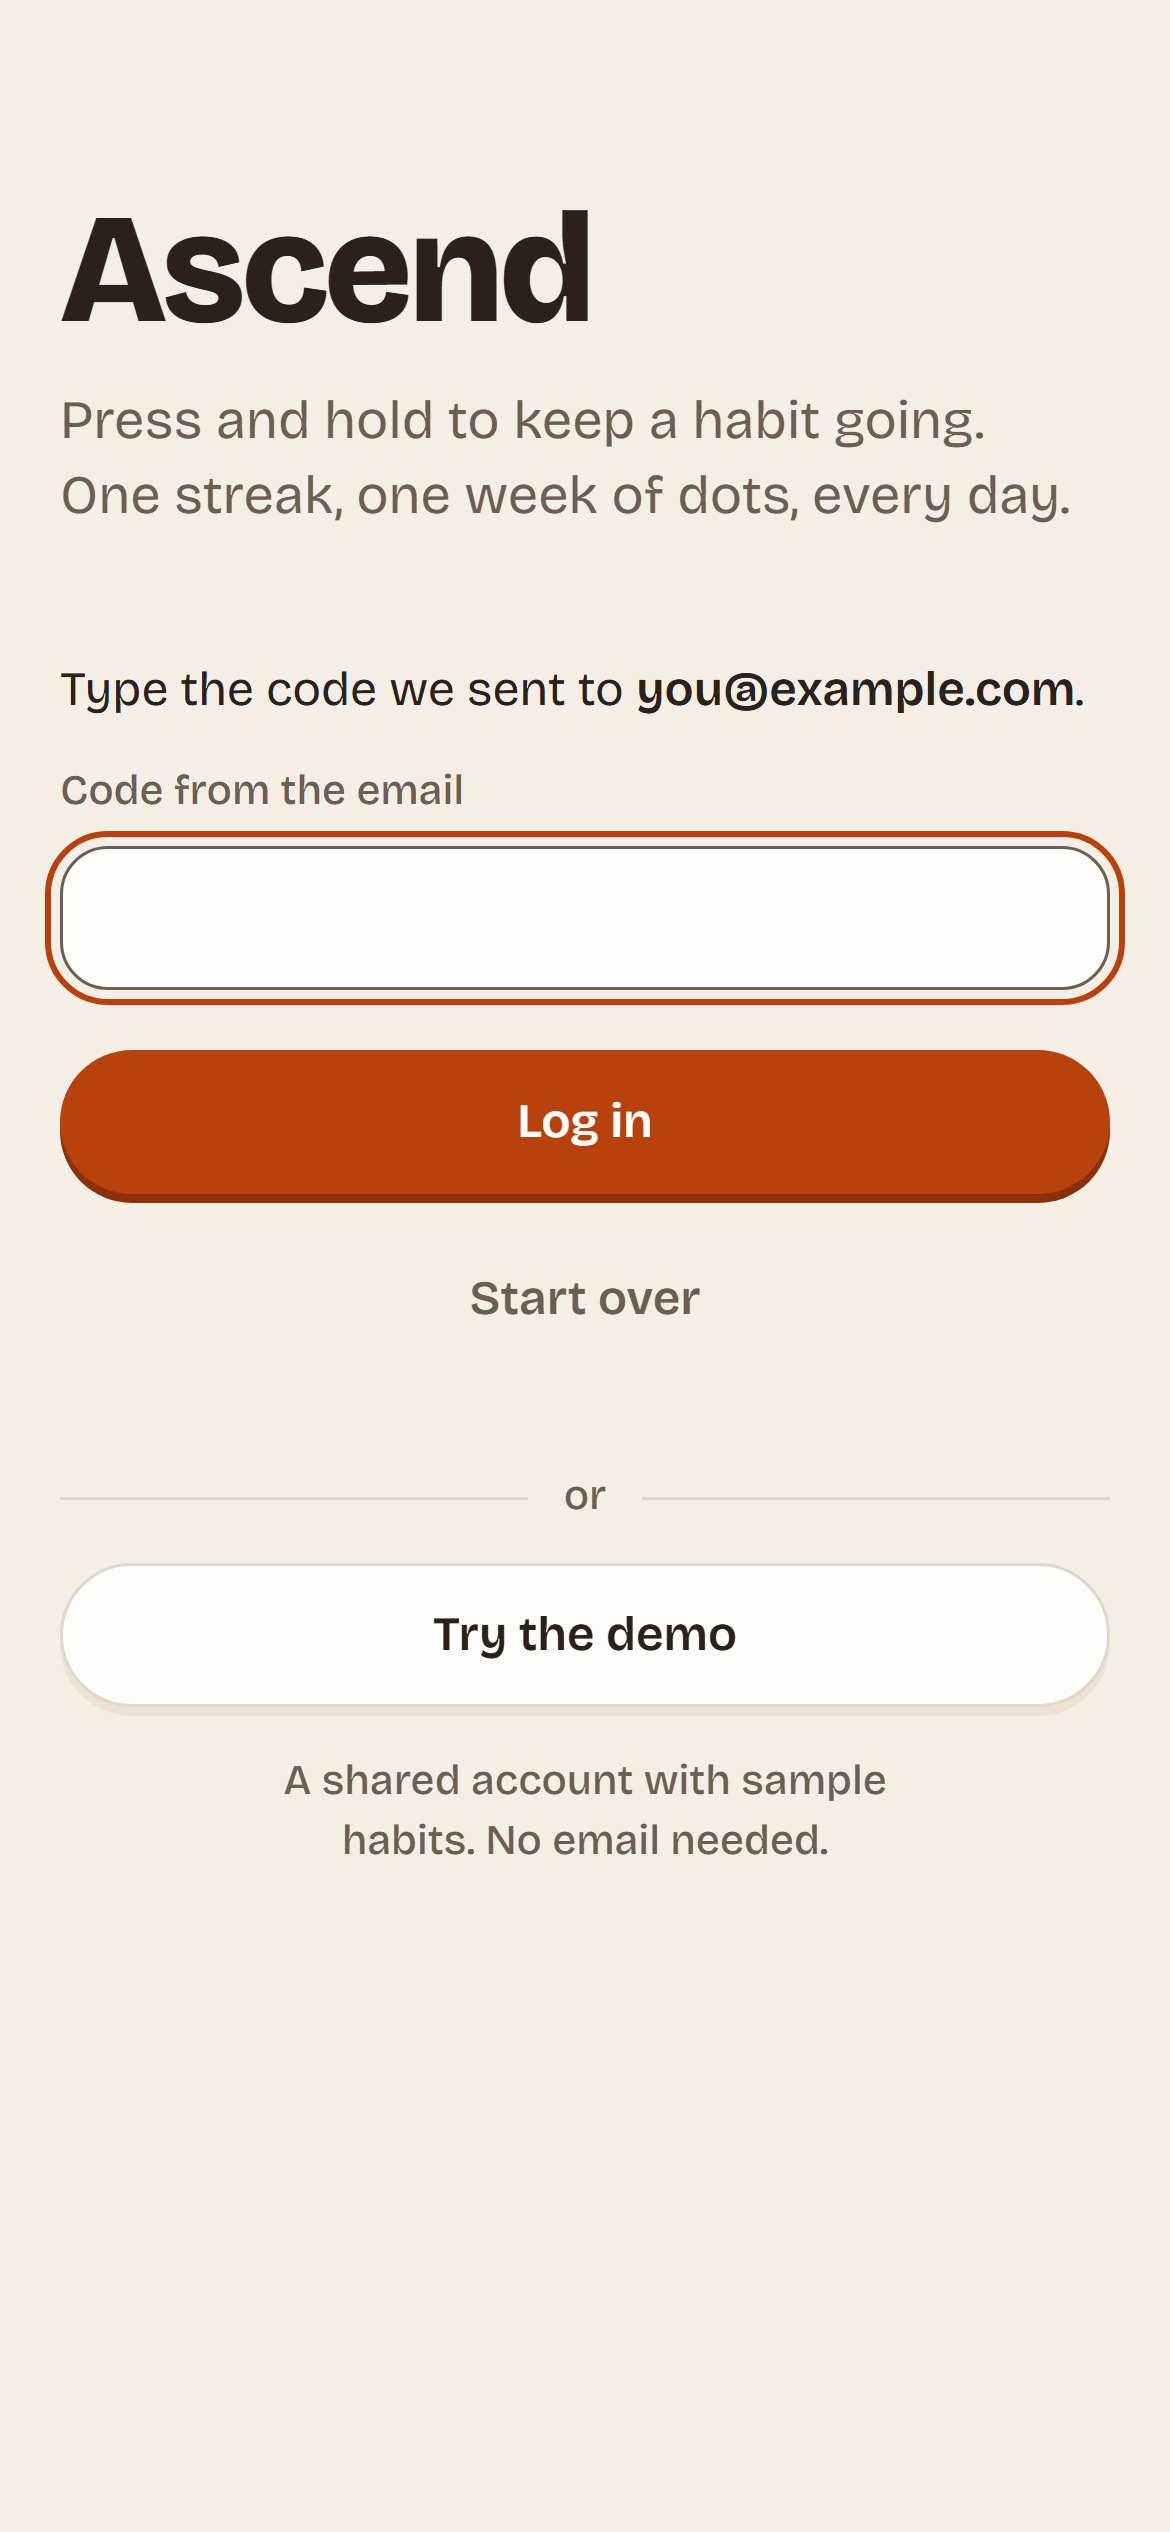 Ascend
Press and hold to keep a habit going.
One streak, one week of dots, every day.
Type the code we sent to you@example.com.
Code from the email
Log in
Start over
or
Try the demo
A shared account with sample
habits. No email needed.